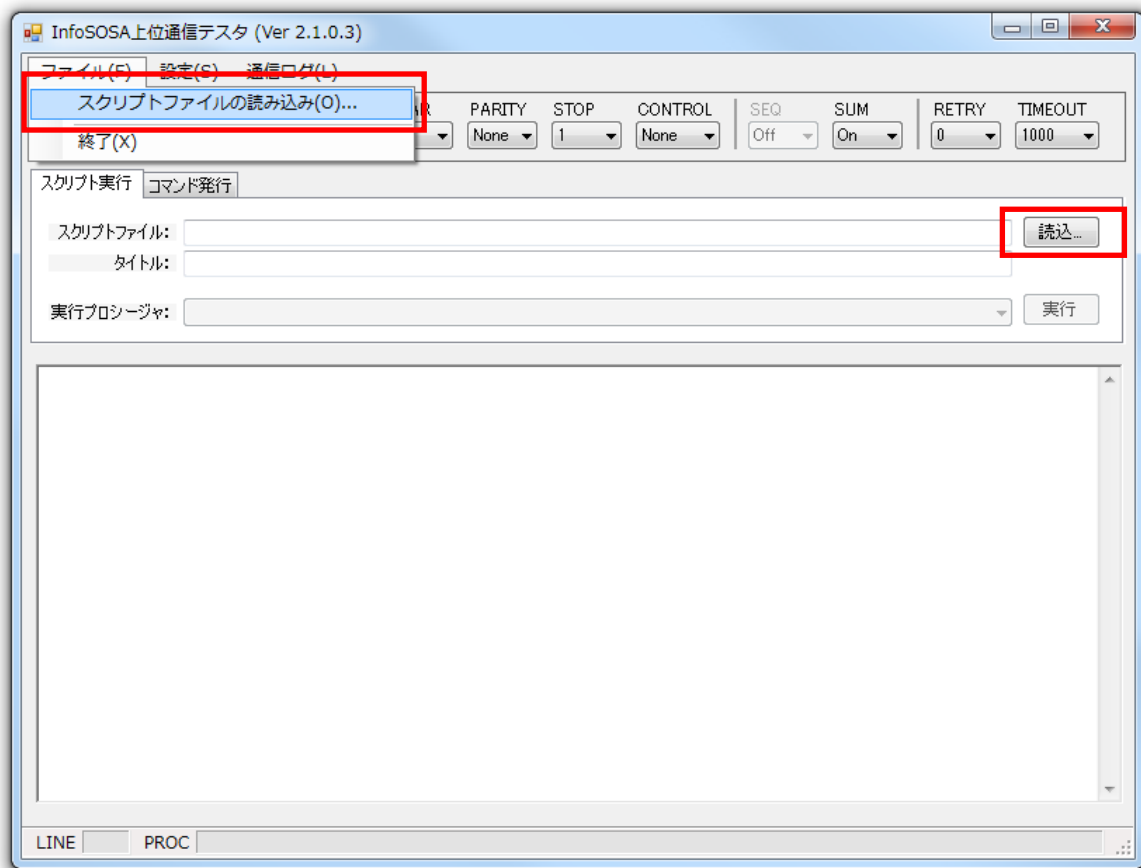 InfoSOSA上位通信テスタ (Ver 2.1.0.3)
ファイル(F) 設定(S) 通信ログ(L)
スクリプトファイルの読み込み(O)...
終了(X)
PARITY STOP CONTROL SEQ SUM RETRY TIMEOUT
None 1 None Off On 0 1000
スクリプト実行 コマンド発行
スクリプトファイル: 読込...
タイトル:
実行プロシージャ: 実行
LINE PROC